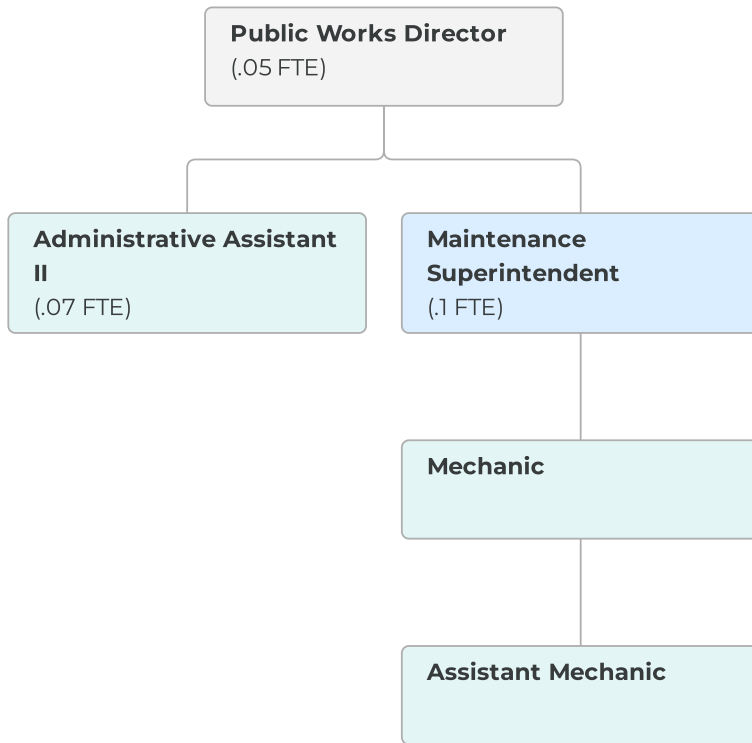 Public Works Director
(.05 FTE)
Administrative Assistant
II
(.07 FTE)
Maintenance
Superintendent
(.1 FTE)
Mechanic
Assistant Mechanic